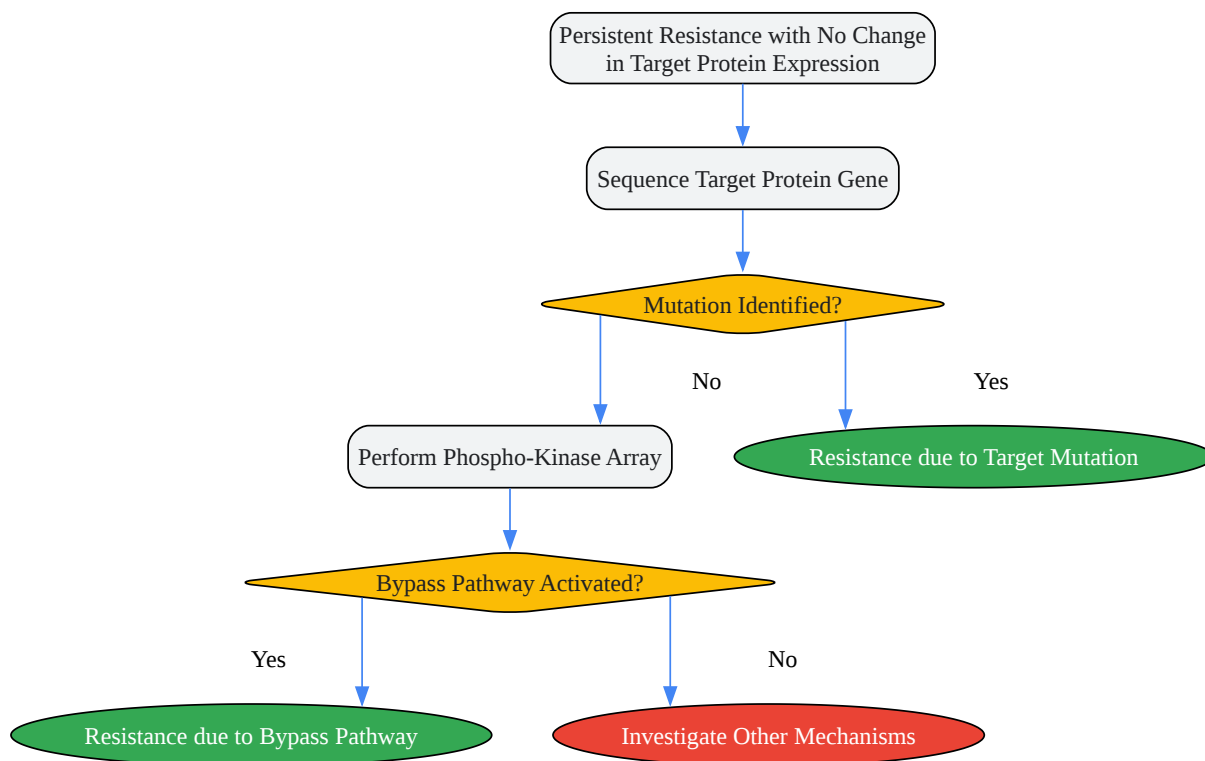 Persistent Resistance with No Change
in Target Protein Expression
Sequence Target Protein Gene
Mutation Identified?
No
Yes
Perform Phospho-Kinase Array
Resistance due to Target Mutation
Bypass Pathway Activated?
Yes
No
Resistance due to Bypass Pathway
Investigate Other Mechanisms